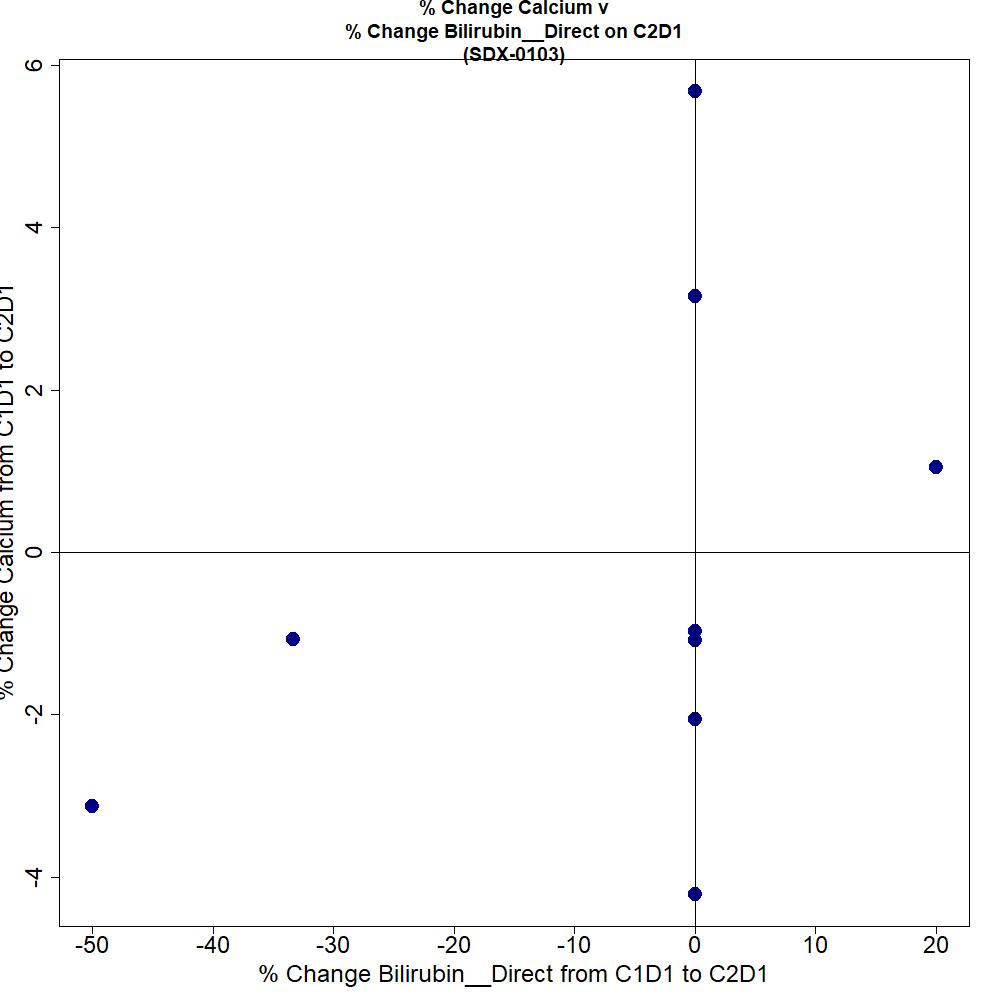 % Change Calcium v
% Change Bilirubin__Direct on C2D1
(SDX-0103)
% Change Calcium from C1D1 to C2D1
6
4
2
0
-2
-4
-50
-40
-30
-20
-10
0
10
20
% Change Bilirubin__Direct from C1D1 to C2D1